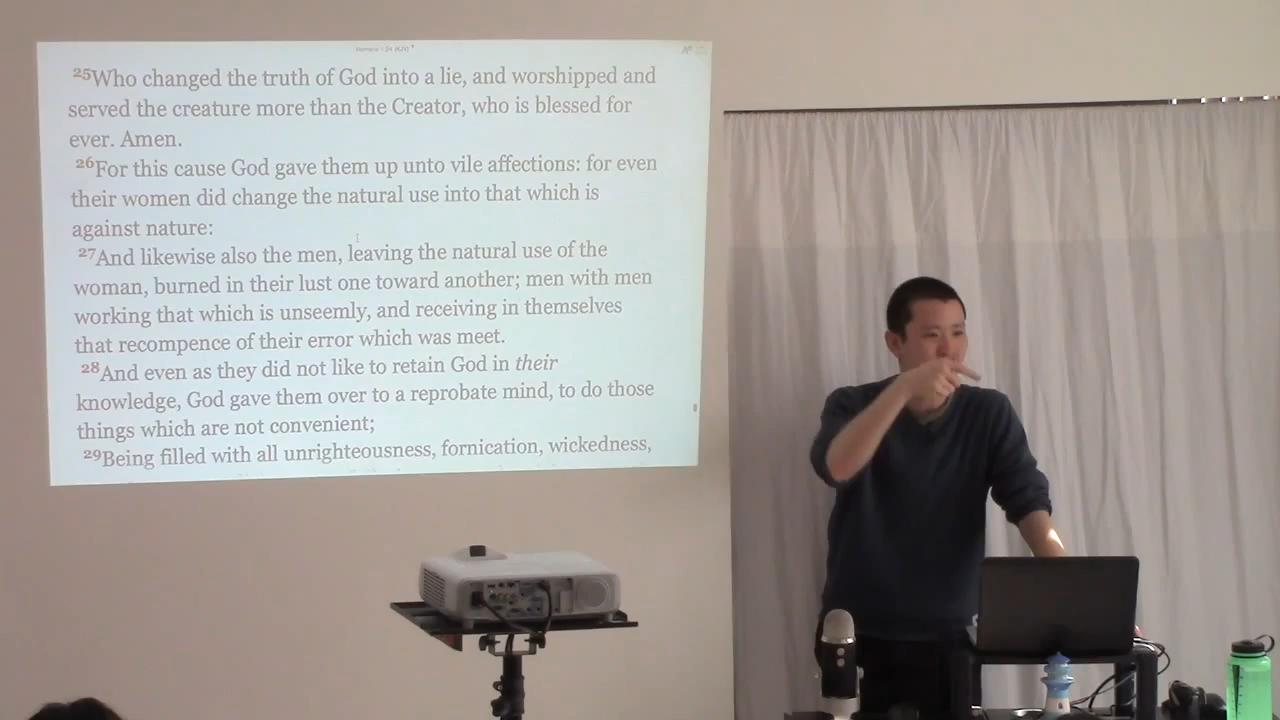 Romans 1:24 (KJV)
25Who changed the truth of God into a lie, and worshipped and
served the creature more than the Creator, who is blessed for
ever. Amen.
26For this cause God gave them up unto vile affections: for even
their women did change the natural use into that which is
against nature:
27And likewise also the men, leaving the natural use of the
woman, burned in their lust one toward another; men with men
working that which is unseemly, and receiving in themselves
that recompence of their error which was meet.
28And even as they did not like to retain God in their
knowledge, God gave them over to a reprobate mind, to do those
things which are not convenient;
29Being filled with all unrighteousness, fornication, wickedness,